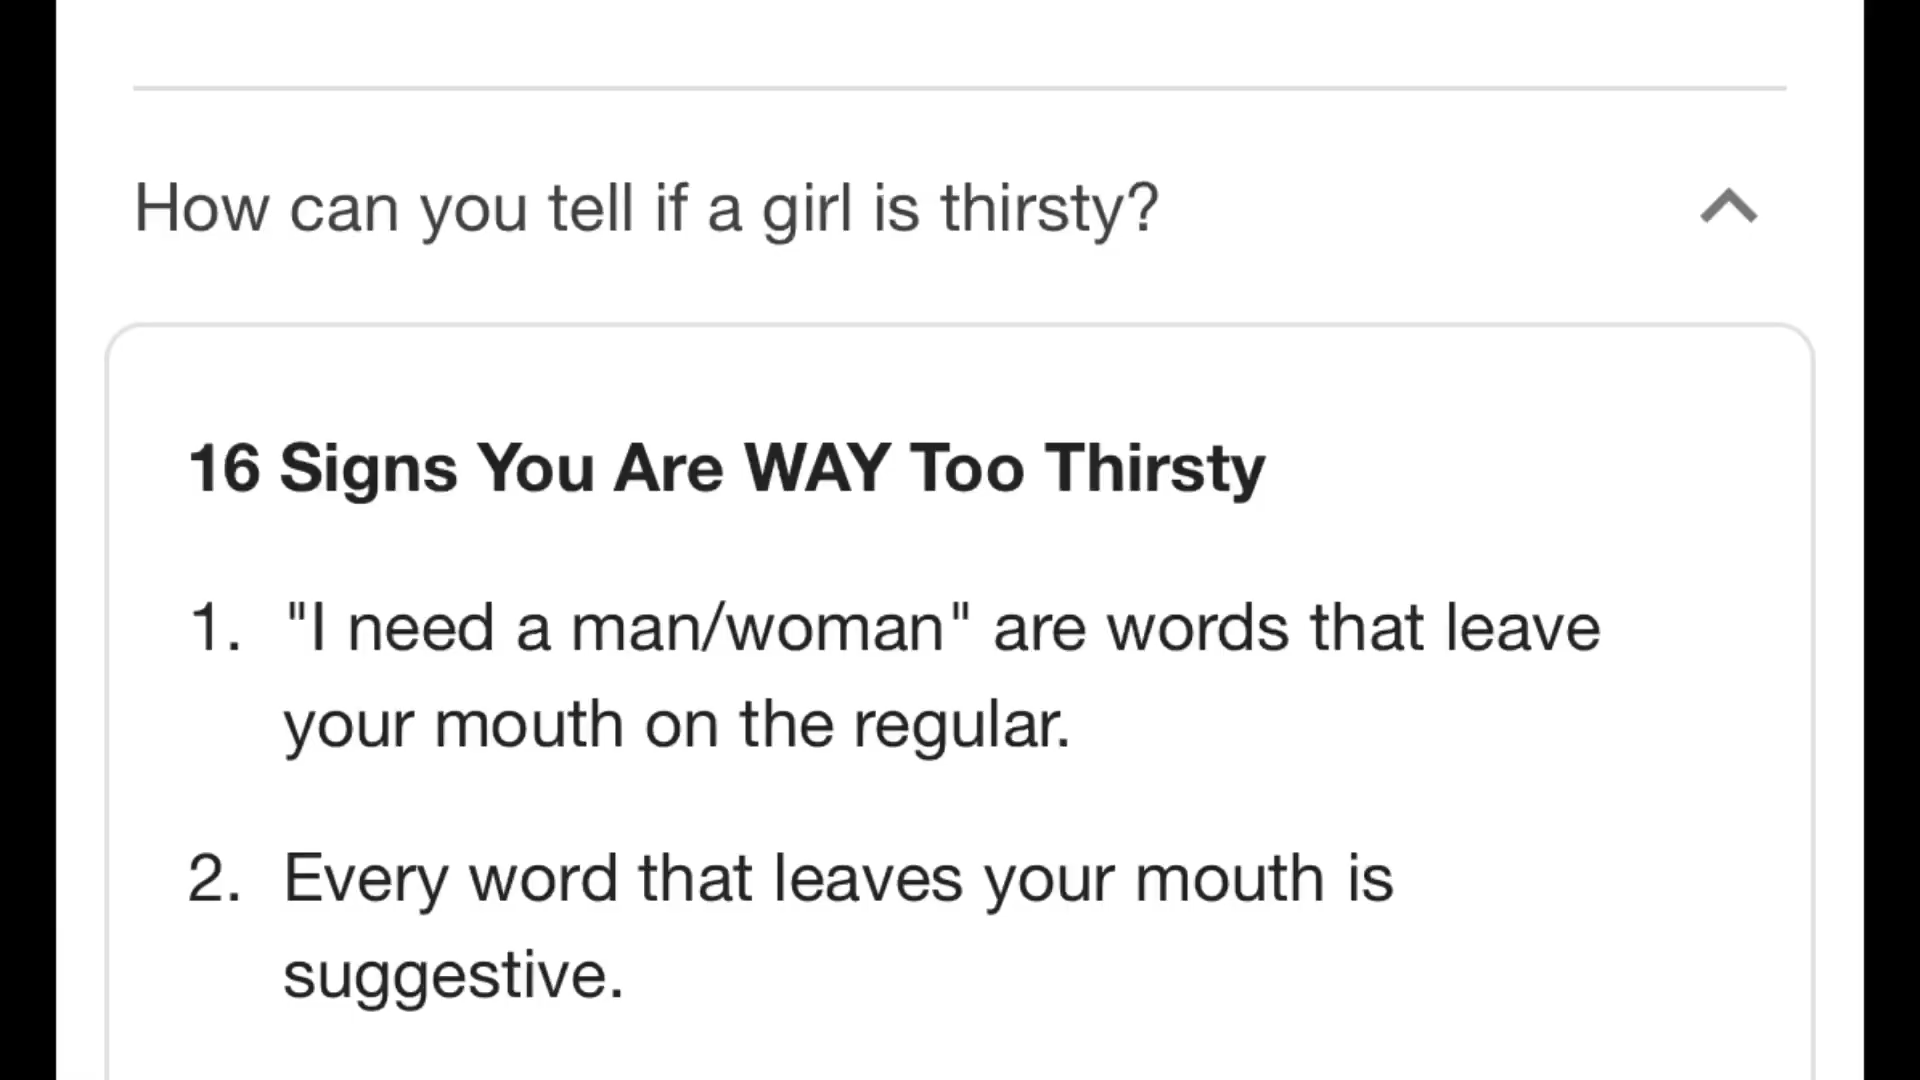 How can you tell if a girl is thirsty?
16 Signs You Are WAY Too Thirsty
1. "I need a man/woman" are words that leave
your mouth on the regular.
2. Every word that leaves your mouth is
suggestive.